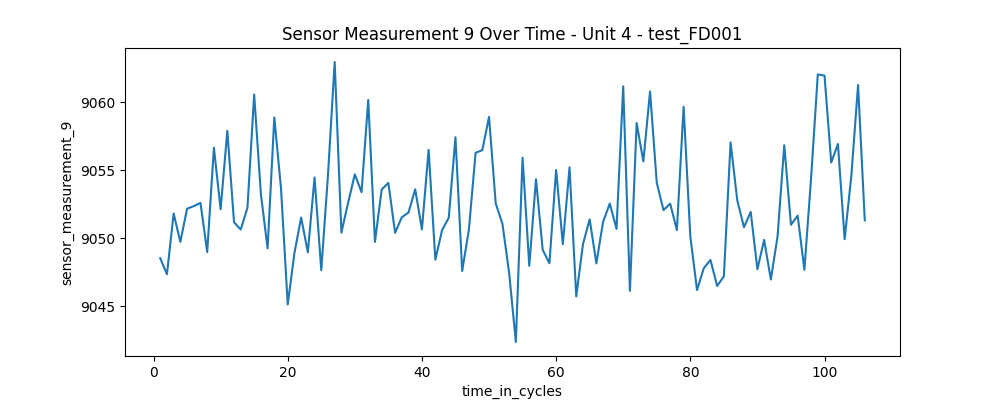 Sensor Measurement 9 Over Time - Unit 4 - test_FD001
9060
9055
9050
9045
sensor_measurement_9
0 20 40 60 80 100
time_in_cycles